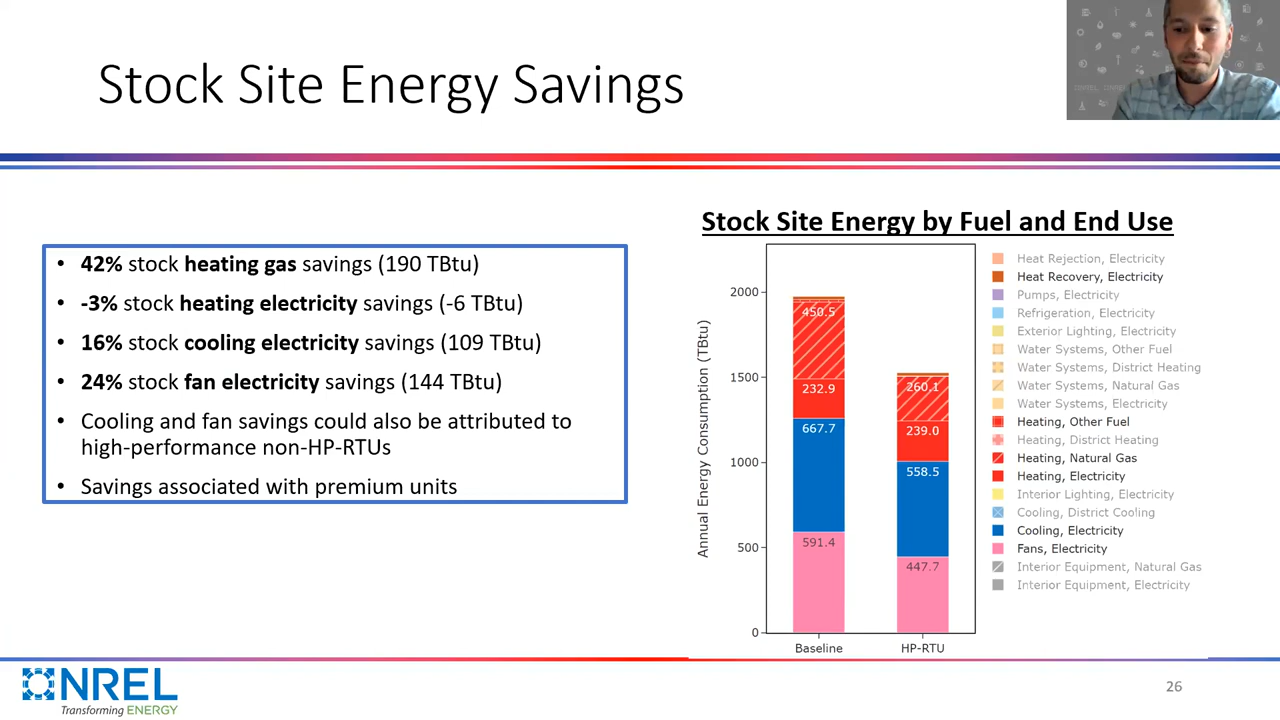 Stock Site Energy Savings
• 42% stock heating gas savings (190 TBtu)
• -3% stock heating electricity savings (-6 TBtu)
• 16% stock cooling electricity savings (109 TBtu)
• 24% stock fan electricity savings (144 TBtu)
• Cooling and fan savings could also be attributed to
high-performance non-HP-RTUs
• Savings associated with premium units
Stock Site Energy by Fuel and End Use
Annual Energy Consumption (TBtu)
2000
1500
1000
500
0
450.5
232.9
667.7
591.4
260.1
239.0
558.5
447.7
Baseline
HP-RTU
Heat Rejection, Electricity
Heat Recovery, Electricity
Pumps, Electricity
Refrigeration, Electricity
Exterior Lighting, Electricity
Water Systems, Other Fuel
Water Systems, District Heating
Water Systems, Natural Gas
Water Systems, Electricity
Heating, Other Fuel
Heating, District Heating
Heating, Natural Gas
Heating, Electricity
Interior Lighting, Electricity
Cooling, District Cooling
Cooling, Electricity
Fans, Electricity
Interior Equipment, Natural Gas
Interior Equipment, Electricity
NREL
Transforming ENERGY
26